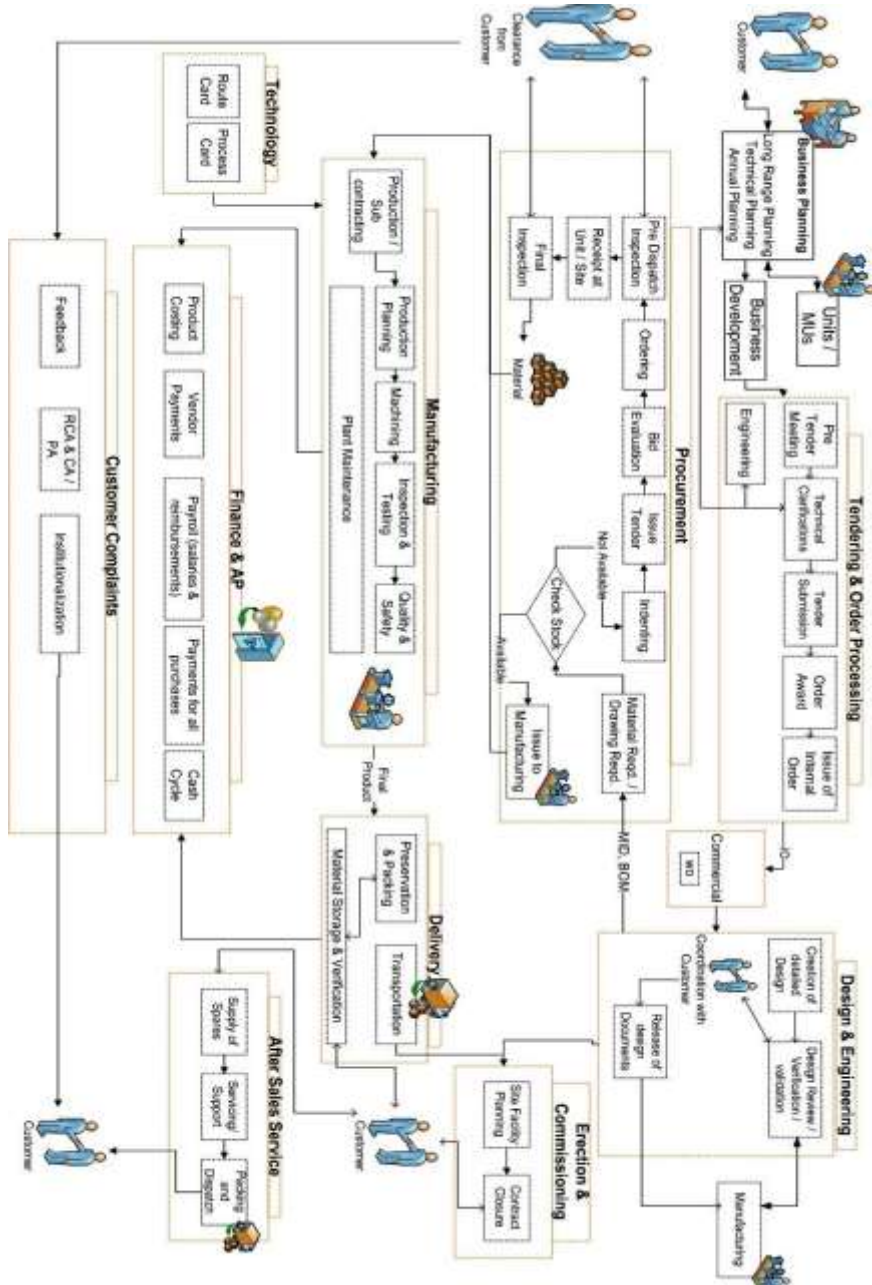 Customer
Business Planning
Long Range Planning
Technical Planning
Annual Planning
Units /
MUs
Business
Development
Tendering & Order Processing
Pre
Tender
Meeting
Technical
Clarifications
Tender
Submission
Order
Award
Issue of
Internal
Order
Engineering
IO
Commercial
WD
Design & Engineering
Creation of
detailed
Design
Design Review /
Verification /
validation
Coordination with
Customer
Release of
design
Documents
Manufacturing
MID, BOM
Clearance
from
Customer
Procurement
Pre Dispatch
Inspection
Ordering
Bid
Evaluation
Issue
Tender
Indenting
Material Reqd. /
Drawing Reqd.
Not Available
Check Stock
Available
Receipt at
Unit / Site
Final
Inspection
Material
Issue to
Manufacturing
Erection &
Commissioning
Site Facility
Planning
Contract
Closure
Technology
Route
Card
Process
Card
Manufacturing
Production /
Sub
contracting
Production
Planning
Machining
Inspection &
Testing
Quality &
Safety
Plant Maintenance
Final
Product
Delivery
Preservation
& Packing
Transportation
Material Storage & Verification
Customer
Finance & AP
Product
Costing
Vendor
Payments
Payroll (salaries &
reimbursements)
Payments for all
purchases
Cash
Cycle
After Sales Service
Supply of
Spares
Servicing/
Support
Packing
and
Dispatch
Customer Complaints
Feedback
RCA & CA /
PA
Institutionalization
Customer